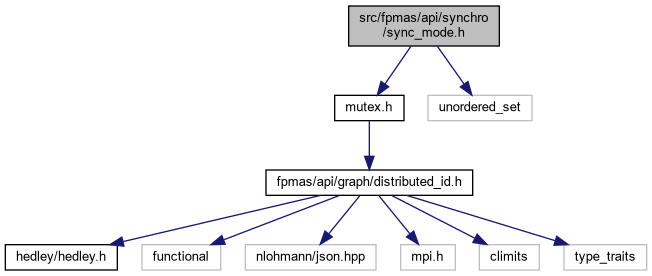 src/fpmas/api/synchro
/sync_mode.h
mutex.h
unordered_set
fpmas/api/graph/distributed_id.h
hedley/hedley.h
functional
nlohmann/json.hpp
mpi.h
climits
type_traits